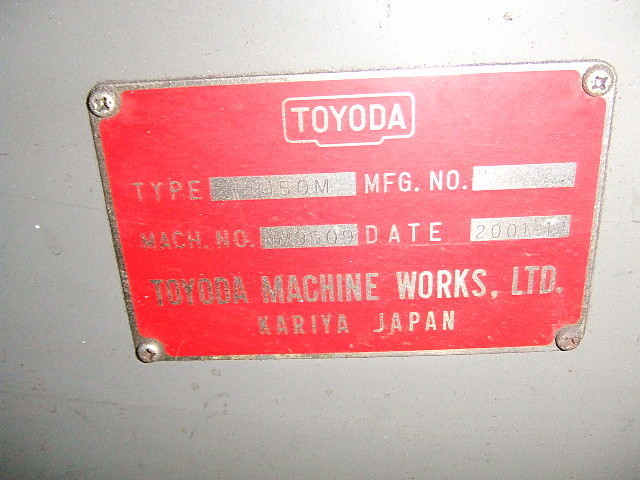 TOYODA
TYPE MFG. NO.
MACH. NO. DATE
TOYODA MACHINE WORKS, LTD.
KARIYA JAPAN